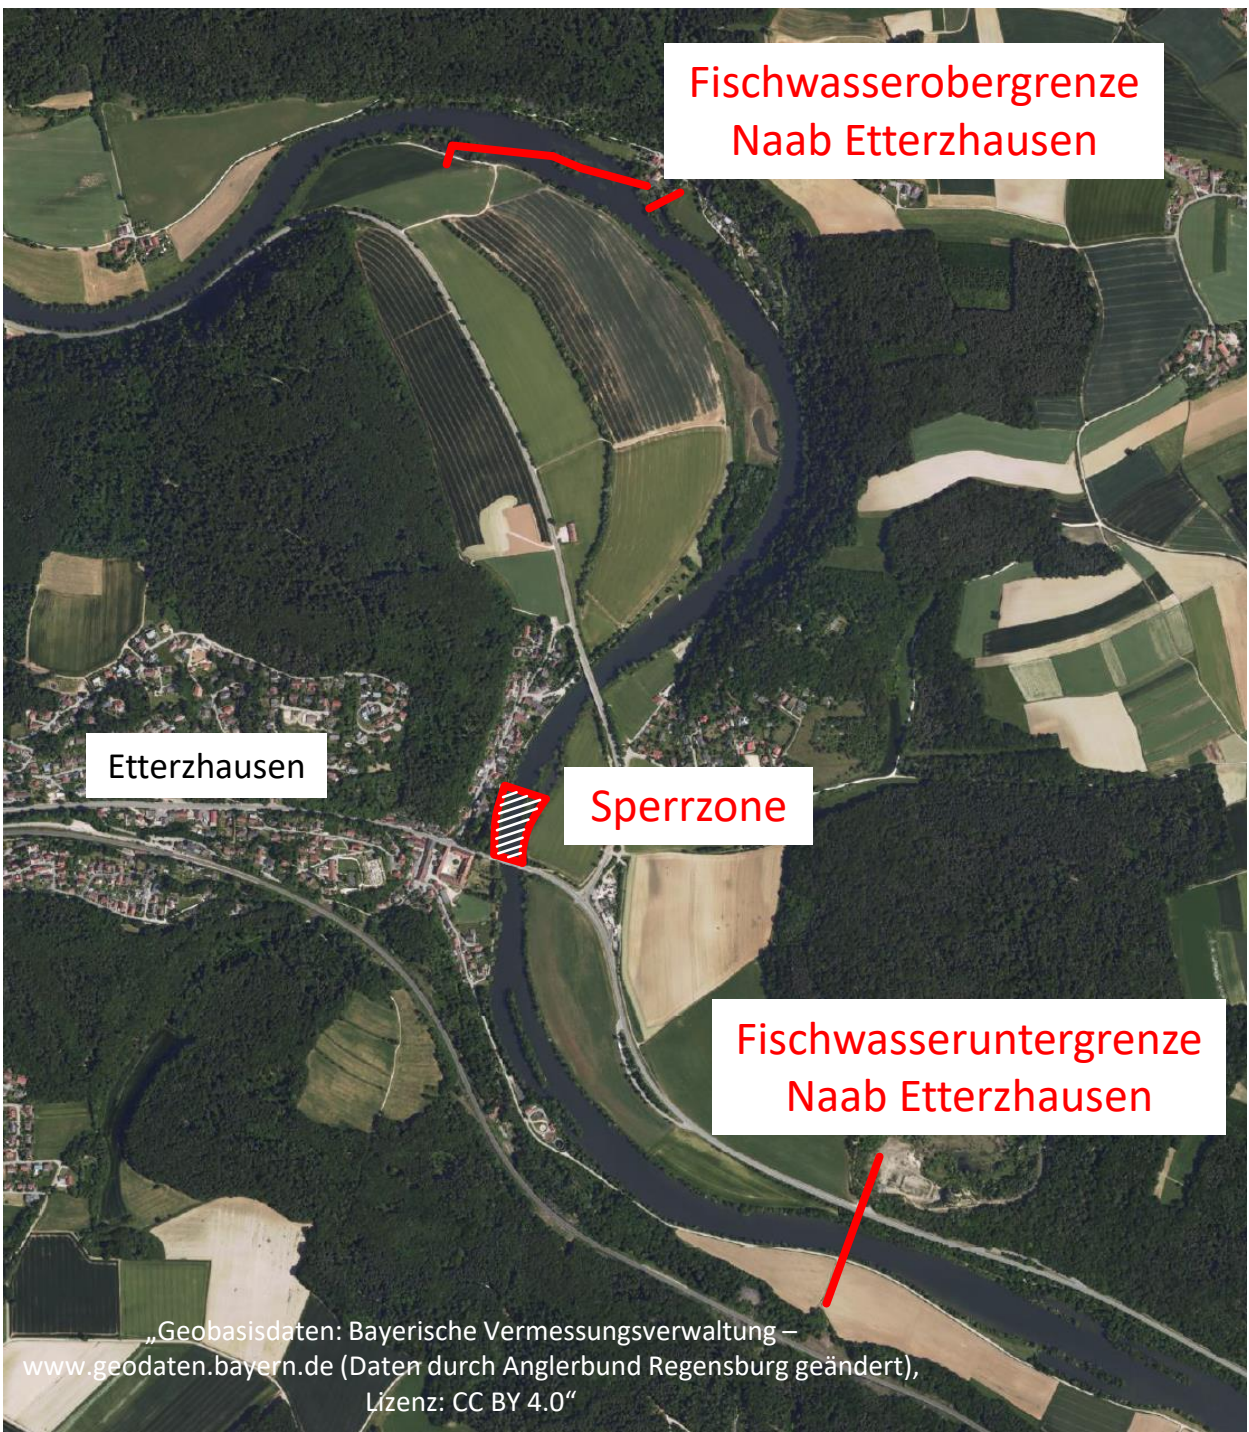 Fischwasserobergrenze
Naab Etterzhausen
Etterzhausen
Sperrzone
Fischwasseruntergrenze
Naab Etterzhausen
„Geobasisdaten: Bayerische Vermessungsverwaltung –
www.geodaten.bayern.de (Daten durch Anglerbund Regensburg geändert),
Lizenz: CC BY 4.0“